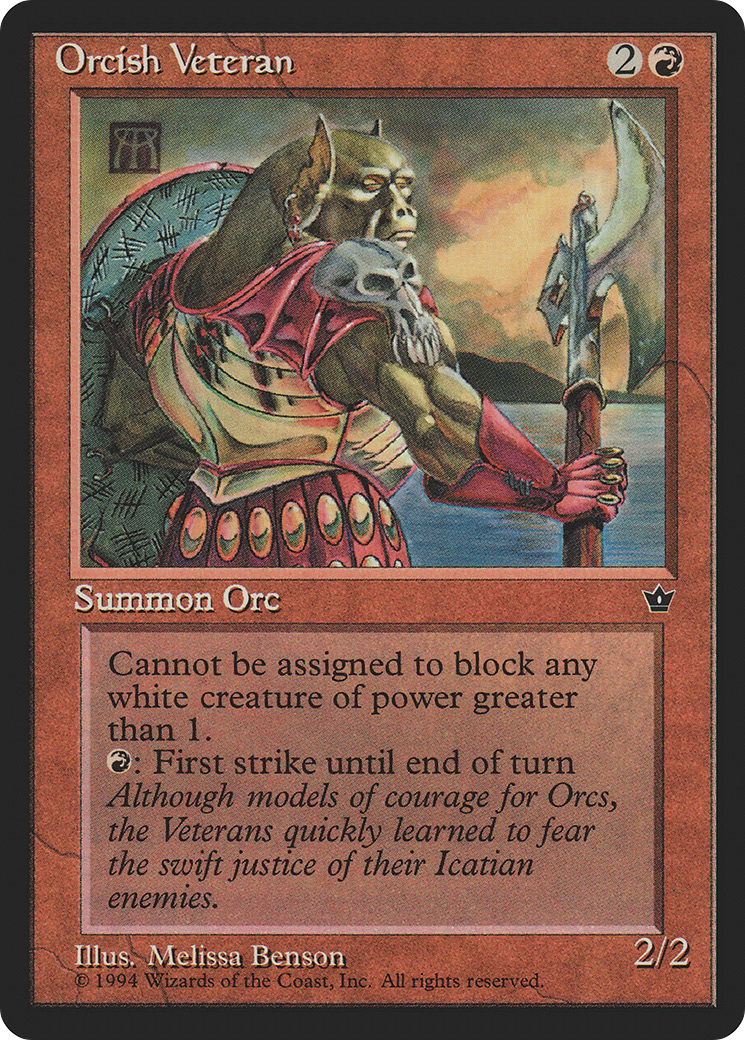 Orcish Veteran 2
Summon Orc
Cannot be assigned to block any
white creature of power greater
than 1.
: First strike until end of turn
Although models of courage for Orcs,
the Veterans quickly learned to fear
the swift justice of their Icatian
enemies.
Illus. Melissa Benson
2/2
© 1994 Wizards of the Coast, Inc. All rights reserved.